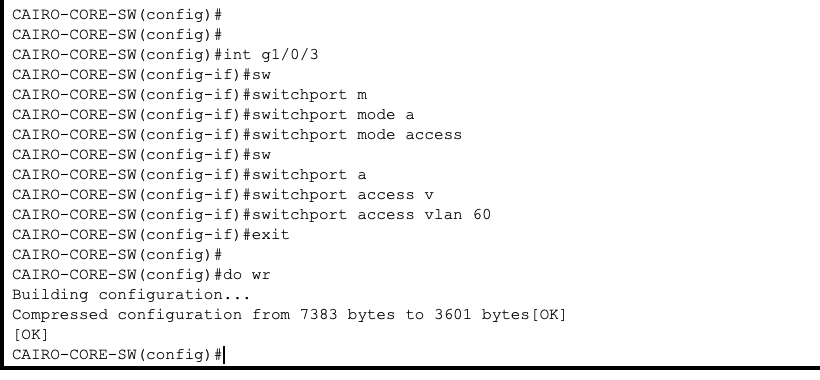 CAIRO-CORE-SW(config)#
CAIRO-CORE-SW(config)#
CAIRO-CORE-SW(config)#int g1/0/3
CAIRO-CORE-SW(config-if)#sw
CAIRO-CORE-SW(config-if)#switchport m
CAIRO-CORE-SW(config-if)#switchport mode a
CAIRO-CORE-SW(config-if)#switchport mode access
CAIRO-CORE-SW(config-if)#sw
CAIRO-CORE-SW(config-if)#switchport a
CAIRO-CORE-SW(config-if)#switchport access v
CAIRO-CORE-SW(config-if)#switchport access vlan 60
CAIRO-CORE-SW(config-if)#exit
CAIRO-CORE-SW(config)#
CAIRO-CORE-SW(config)#do wr
Building configuration...
Compressed configuration from 7383 bytes to 3601 bytes[OK]
[OK]
CAIRO-CORE-SW(config)#